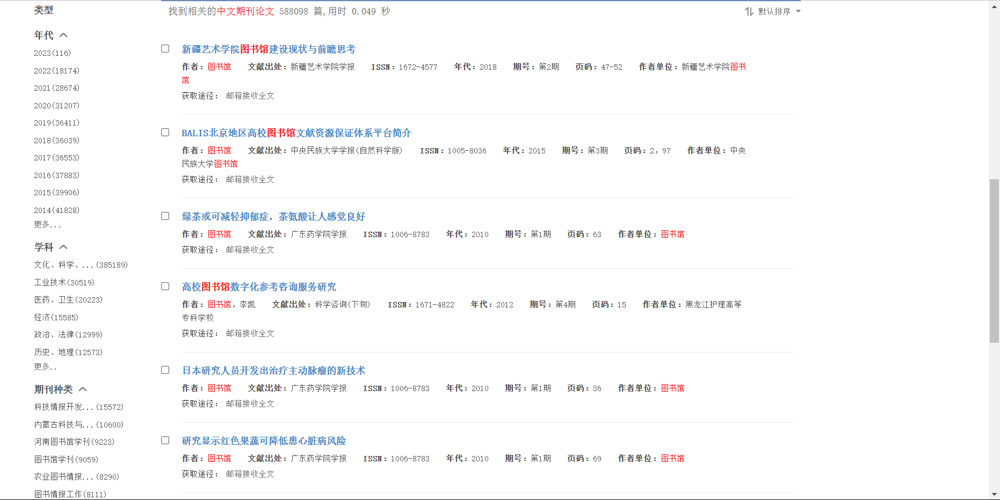 类型
年代
2023(116)
2022(18174)
2021(28674)
2020(31207)
2019(36411)
2018(36039)
2017(36553)
2016(37883)
2015(39906)
2014(41828)
更多...
学科
文化、科学、...(385189)
工业技术(30519)
医药、卫生(20223)
经济(15585)
政治、法律(12999)
历史、地理(12573)
更多..
期刊种类
科技情报开发...(15572)
内蒙古科技与...(10600)
河南图书馆学刊(9223)
图书馆学刊(9059)
农业图书情报...(8290)
图书情报工作(8111)
找到相关的中文期刊论文 588098 篇,用时 0.049 秒
默认排序
新疆艺术学院图书馆建设现状与前瞻思考
作者：图书馆 文献出处：新疆艺术学院学报 ISSN：1672-4577 年代：2018 期号：第2期 页码：47-52 作者单位：新疆艺术学院图书
馆
获取途径： 邮箱接收全文
BALIS北京地区高校图书馆文献资源保证体系平台简介
作者：图书馆 文献出处：中央民族大学学报(自然科学版) ISSN：1005-8036 年代：2015 期号：第3期 页码：2，97 作者单位：中央
民族大学图书馆
获取途径： 邮箱接收全文
绿茶或可减轻抑郁症，茶氨酸让人感觉良好
作者：图书馆 文献出处：广东药学院学报 ISSN：1006-8783 年代：2010 期号：第1期 页码：63 作者单位：图书馆
获取途径： 邮箱接收全文
高校图书馆数字化参考咨询服务研究
作者：图书馆，李凯 文献出处：科学咨询(下旬) ISSN：1671-4822 年代：2012 期号：第4期 页码：15 作者单位：黑龙江护理高等
专科学校
获取途径： 邮箱接收全文
日本研究人员开发出治疗主动脉瘤的新技术
作者：图书馆 文献出处：广东药学院学报 ISSN：1006-8783 年代：2010 期号：第1期 页码：36 作者单位：图书馆
获取途径： 邮箱接收全文
研究显示红色果蔬可降低患心脏病风险
作者：图书馆 文献出处：广东药学院学报 ISSN：1006-8783 年代：2010 期号：第1期 页码：69 作者单位：图书馆
获取途径： 邮箱接收全文